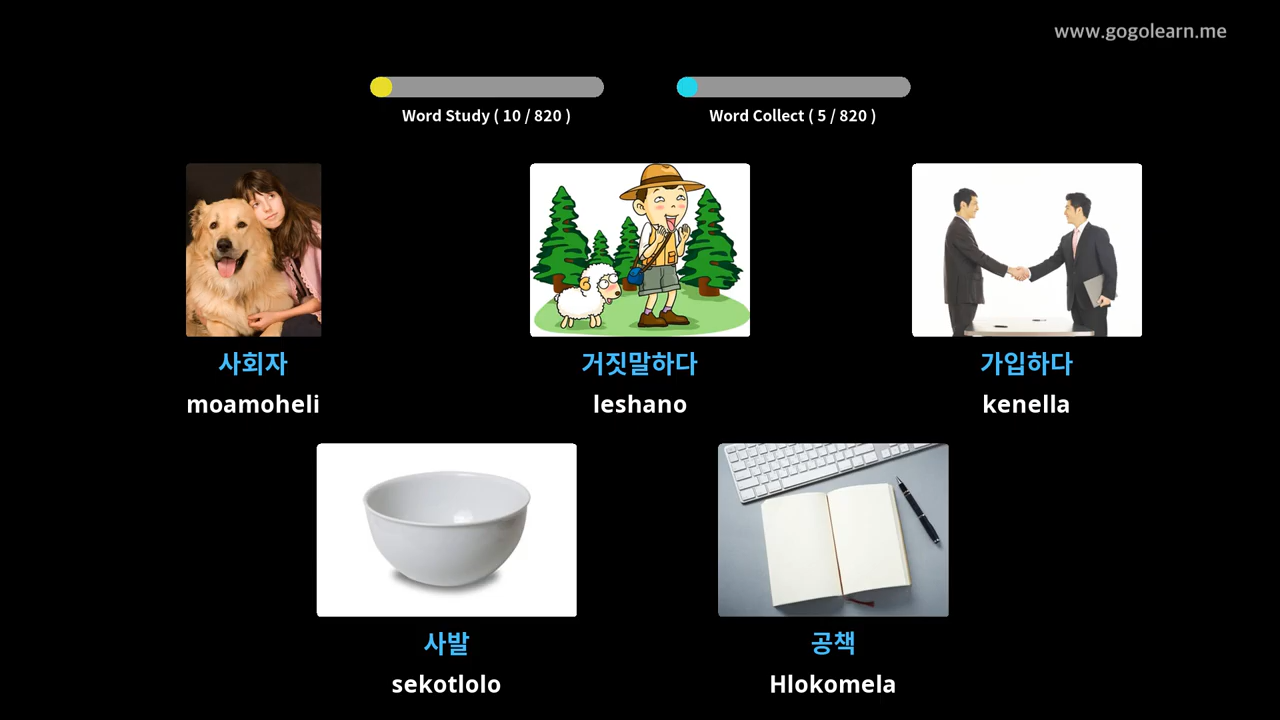 www.gogolearn.me
Word Study ( 10 / 820 )
Word Collect ( 5 / 820 )
사회자
moamoheli
거짓말하다
leshano
가입하다
kenella
사발
sekotlolo
공책
Hlokomela